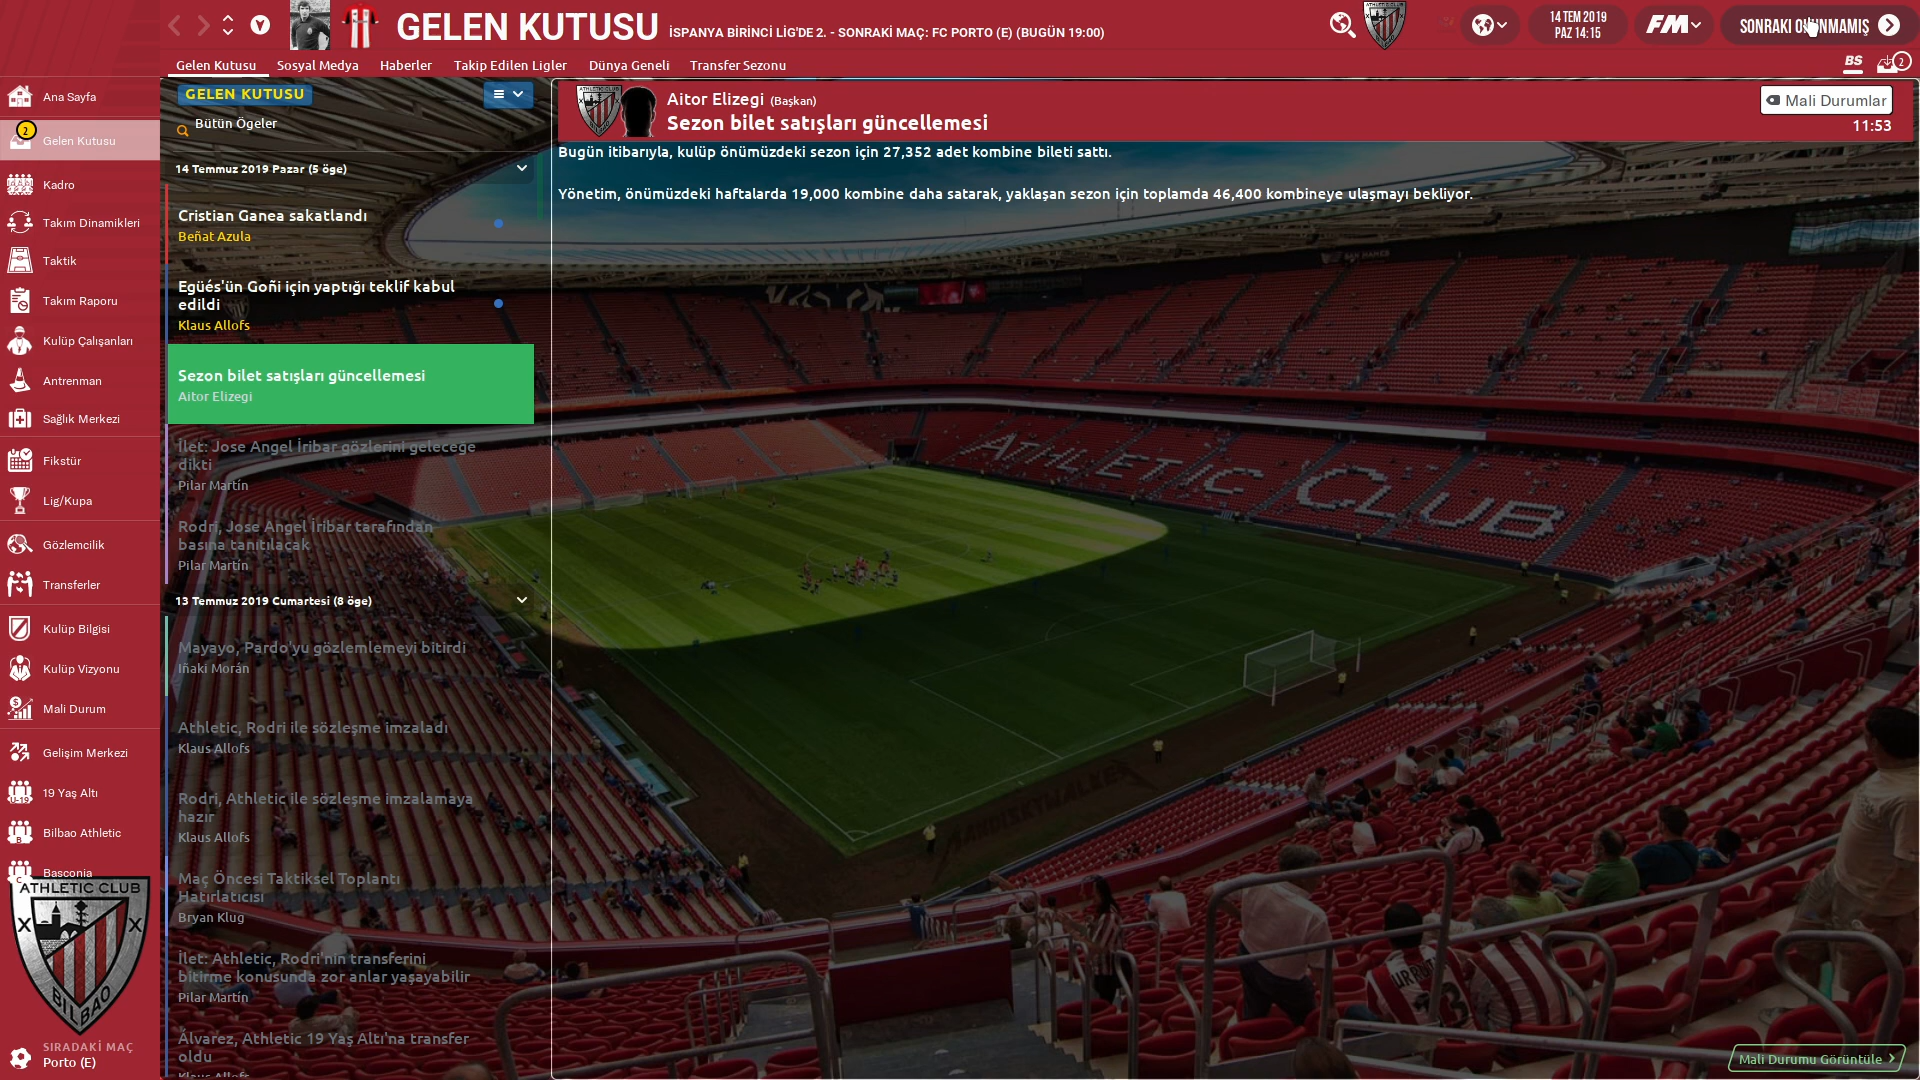 GELEN KUTUSU
İSPANYA BİRİNCİ LİG'DE 2. - SONRAKİ MAÇ: FC PORTO (E) (BUGÜN 19:00)
14 TEM 2019
PAZ 14:15
FM
Gelen Kutusu
Sosyal Medya
Haberler
Takip Edilen Ligler
Dünya Geneli
Transfer Sezonu
BS
2
Ana Sayfa
2
Gelen Kutusu
Kadro
Takım Dinamikleri
Taktik
Takım Raporu
Kulüp Çalışanları
Antrenman
Sağlık Merkezi
Fikstür
Lig/Kupa
Gözlemcilik
Transferler
Kulüp Bilgisi
Kulüp Vizyonu
Mali Durum
Gelişim Merkezi
19 Yaş Altı
Bilbao Athletic
Basconia
ATHLETIC CLUB
BILBAO
SIRADAKİ MAÇ
Porto (E)
GELEN KUTUSU
Bütün Ögeler
14 Temmuz 2019 Pazar (5 öge)
Cristian Ganea sakatlandı
Beñat Azula
Egüés'ün Goñi için yaptığı teklif kabul
edildi
Klaus Allofs
Sezon bilet satışları güncellemesi
Aitor Elizegi
İlet: Jose Angel İribar gözlerini geleceğe
dikti
Pilar Martín
Rodri, Jose Angel İribar tarafından
basına tanıtılacak
Pilar Martín
13 Temmuz 2019 Cumartesi (8 öge)
Mayayo, Pardo'yu gözlemlemeyi bitirdi
Iñaki Morán
Athletic, Rodri ile sözleşme imzaladı
Klaus Allofs
Rodri, Athletic ile sözleşme imzalamaya
hazır
Klaus Allofs
Maç Öncesi Taktiksel Toplantı
Hatırlatıcısı
Bryan Klug
İlet: Athletic, Rodri'nin transferini
bitirme konusunda zor anlar yaşayabilir
Pilar Martín
Álvarez, Athletic 19 Yaş Altı'na transfer
oldu
Klaus Allofs
Aitor Elizegi (Başkan)
Sezon bilet satışları güncellemesi
Mali Durumlar
11:53
Bugün itibarıyla, kulüp önümüzdeki sezon için 27,352 adet kombine bileti sattı.
Yönetim, önümüzdeki haftalarda 19,000 kombine daha satarak, yaklaşan sezon için toplamda 46,400 kombineye ulaşmayı bekliyor.
ATHLETIC CLUB
Mali Durumu Görüntüle
SONRAKİ